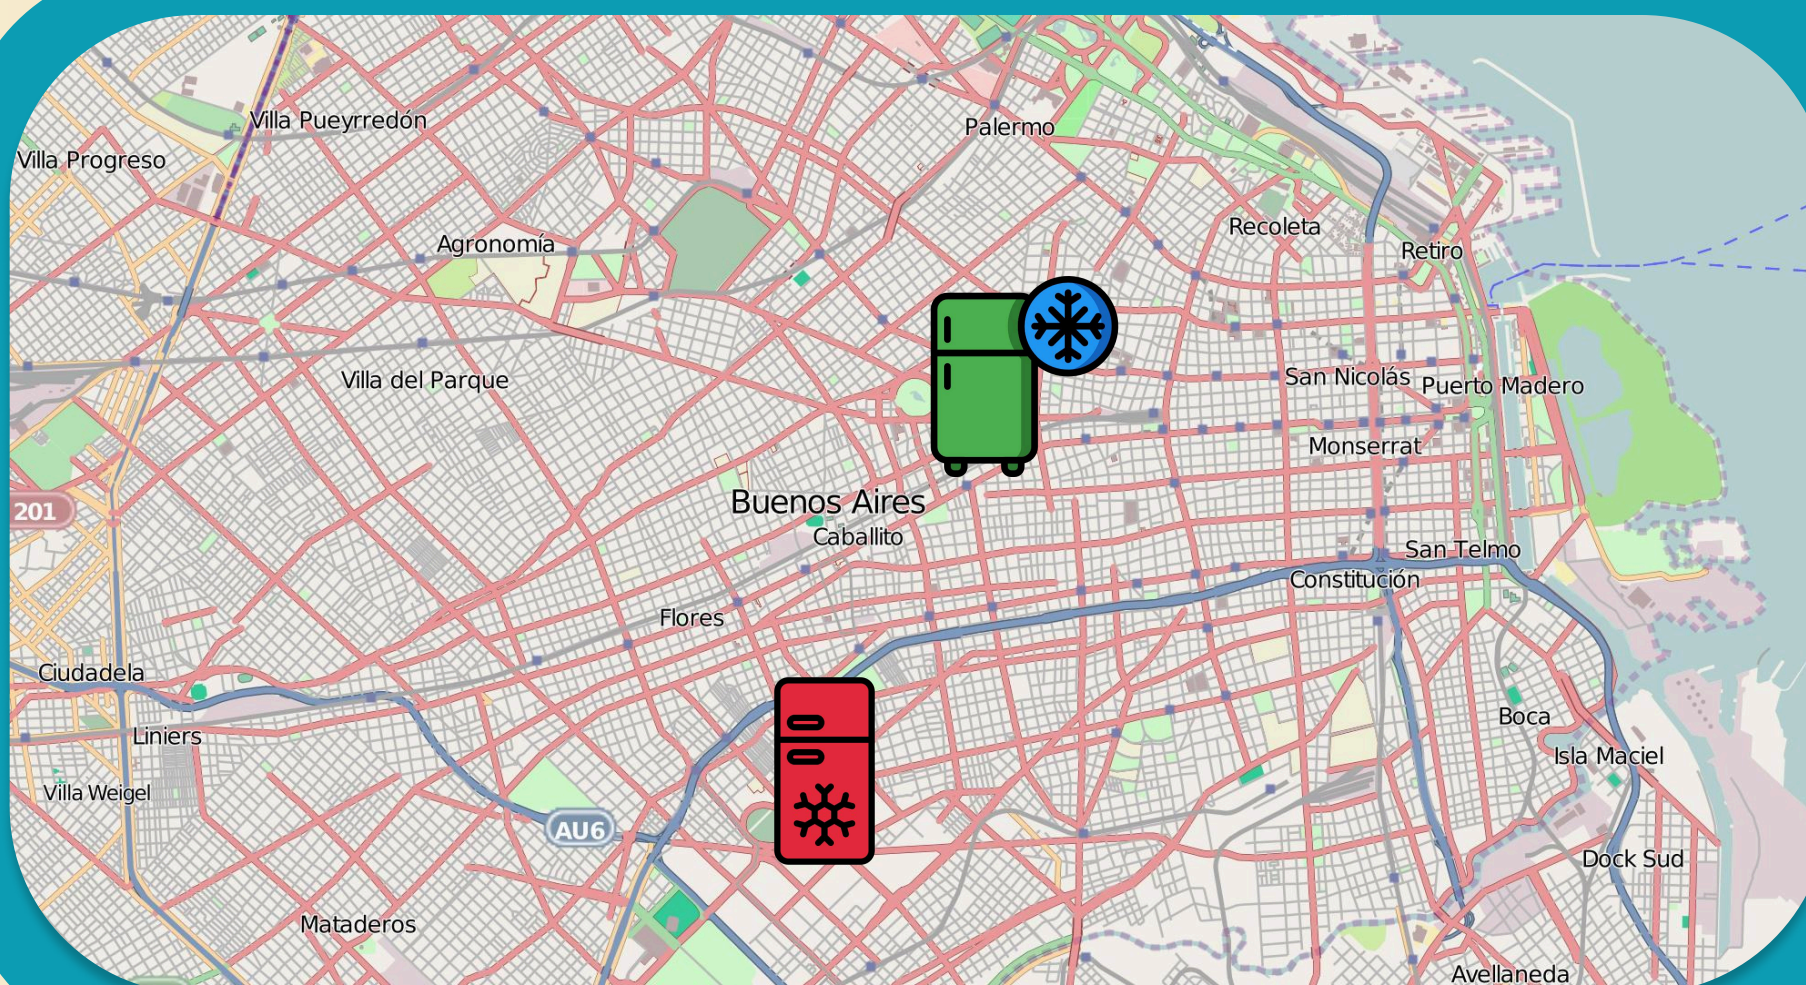 Villa Pueyrredón
Palermo
Villa Progreso
Recoleta
Agronomía
Retiro
Villa del Parque
San Nicolás
Puerto Madero
Monserrat
Buenos Aires
201
Caballito
San Telmo
Constitución
Flores
Ciudadela
Boca
Liniers
Isla Maciel
Villa Weigel
AU6
Dock Sud
Mataderos
Avellaneda